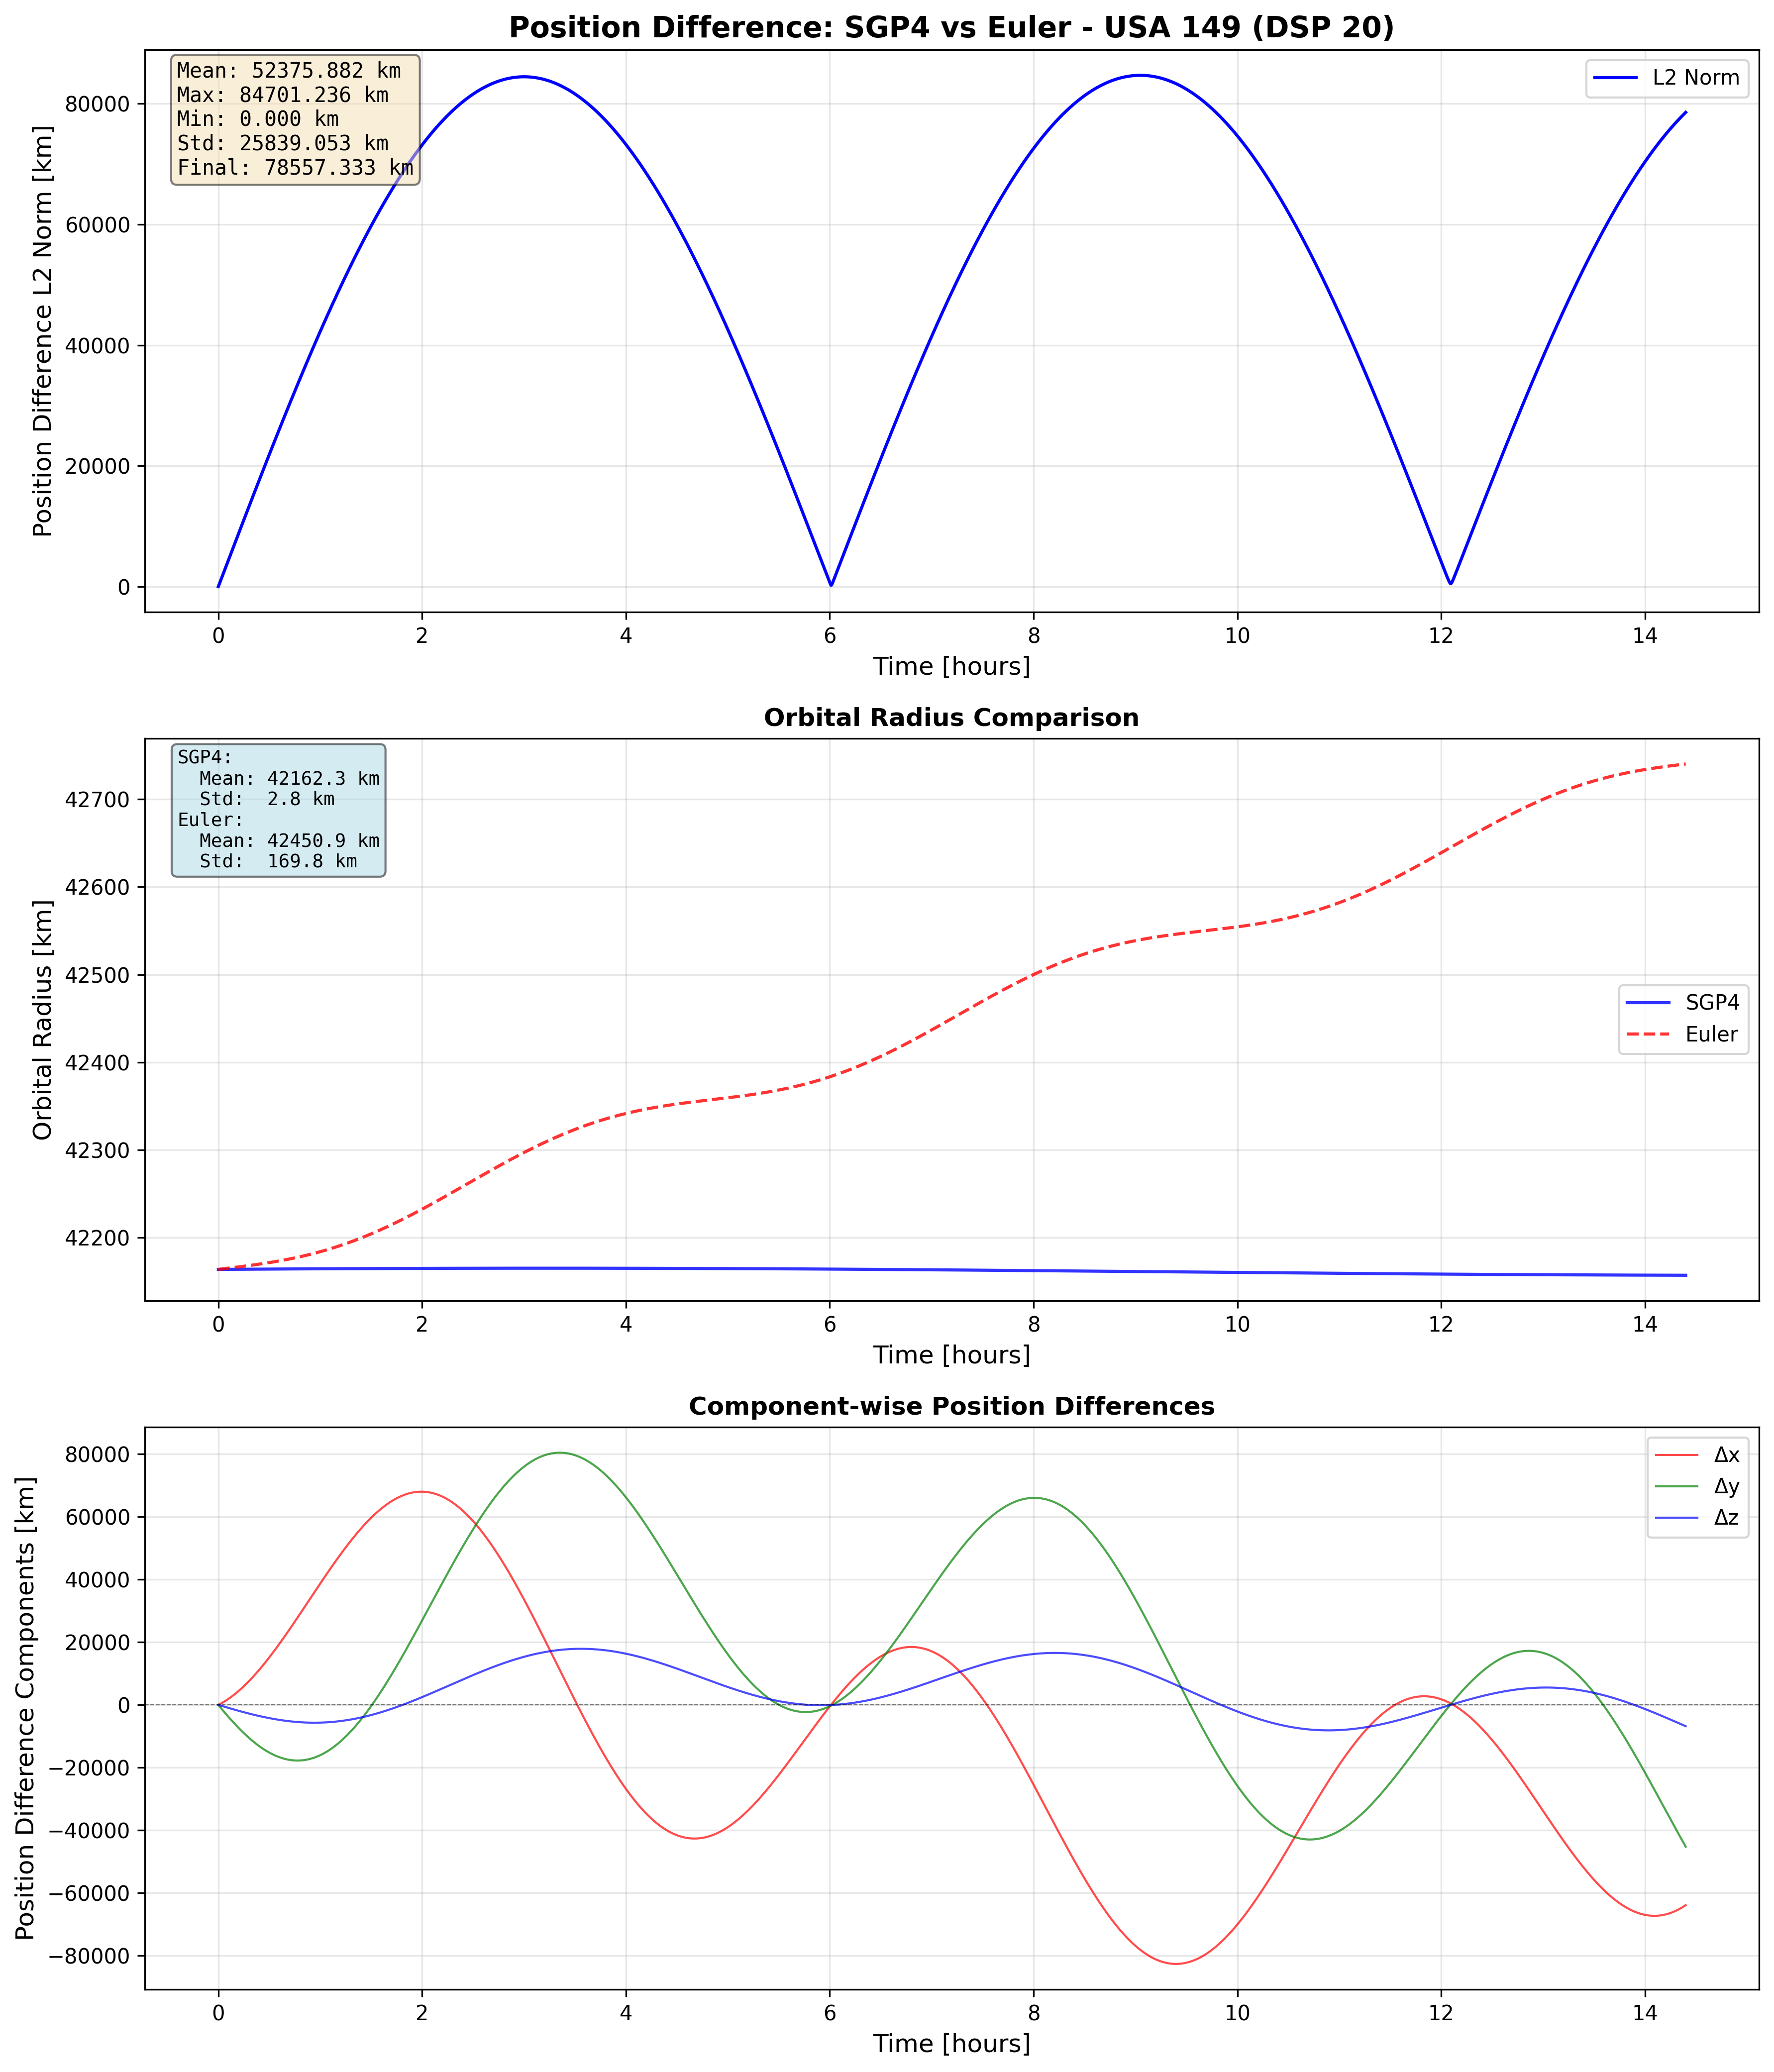 Position Difference: SGP4 vs Euler - USA 149 (DSP 20)
Mean: 52375.882 km
Max: 84701.236 km
Min: 0.000 km
Std: 25839.053 km
Final: 78557.333 km
L2 Norm
Position Difference L2 Norm [km]
80000
60000
40000
20000
0
0 2 4 6 8 10 12 14
Time [hours]
Orbital Radius Comparison
SGP4:
Mean: 42162.3 km
Std: 2.8 km
Euler:
Mean: 42450.9 km
Std: 169.8 km
SGP4
Euler
Orbital Radius [km]
42700
42600
42500
42400
42300
42200
0 2 4 6 8 10 12 14
Time [hours]
Component-wise Position Differences
Δx
Δy
Δz
Position Difference Components [km]
80000
60000
40000
20000
0
−20000
−40000
−60000
−80000
0 2 4 6 8 10 12 14
Time [hours]